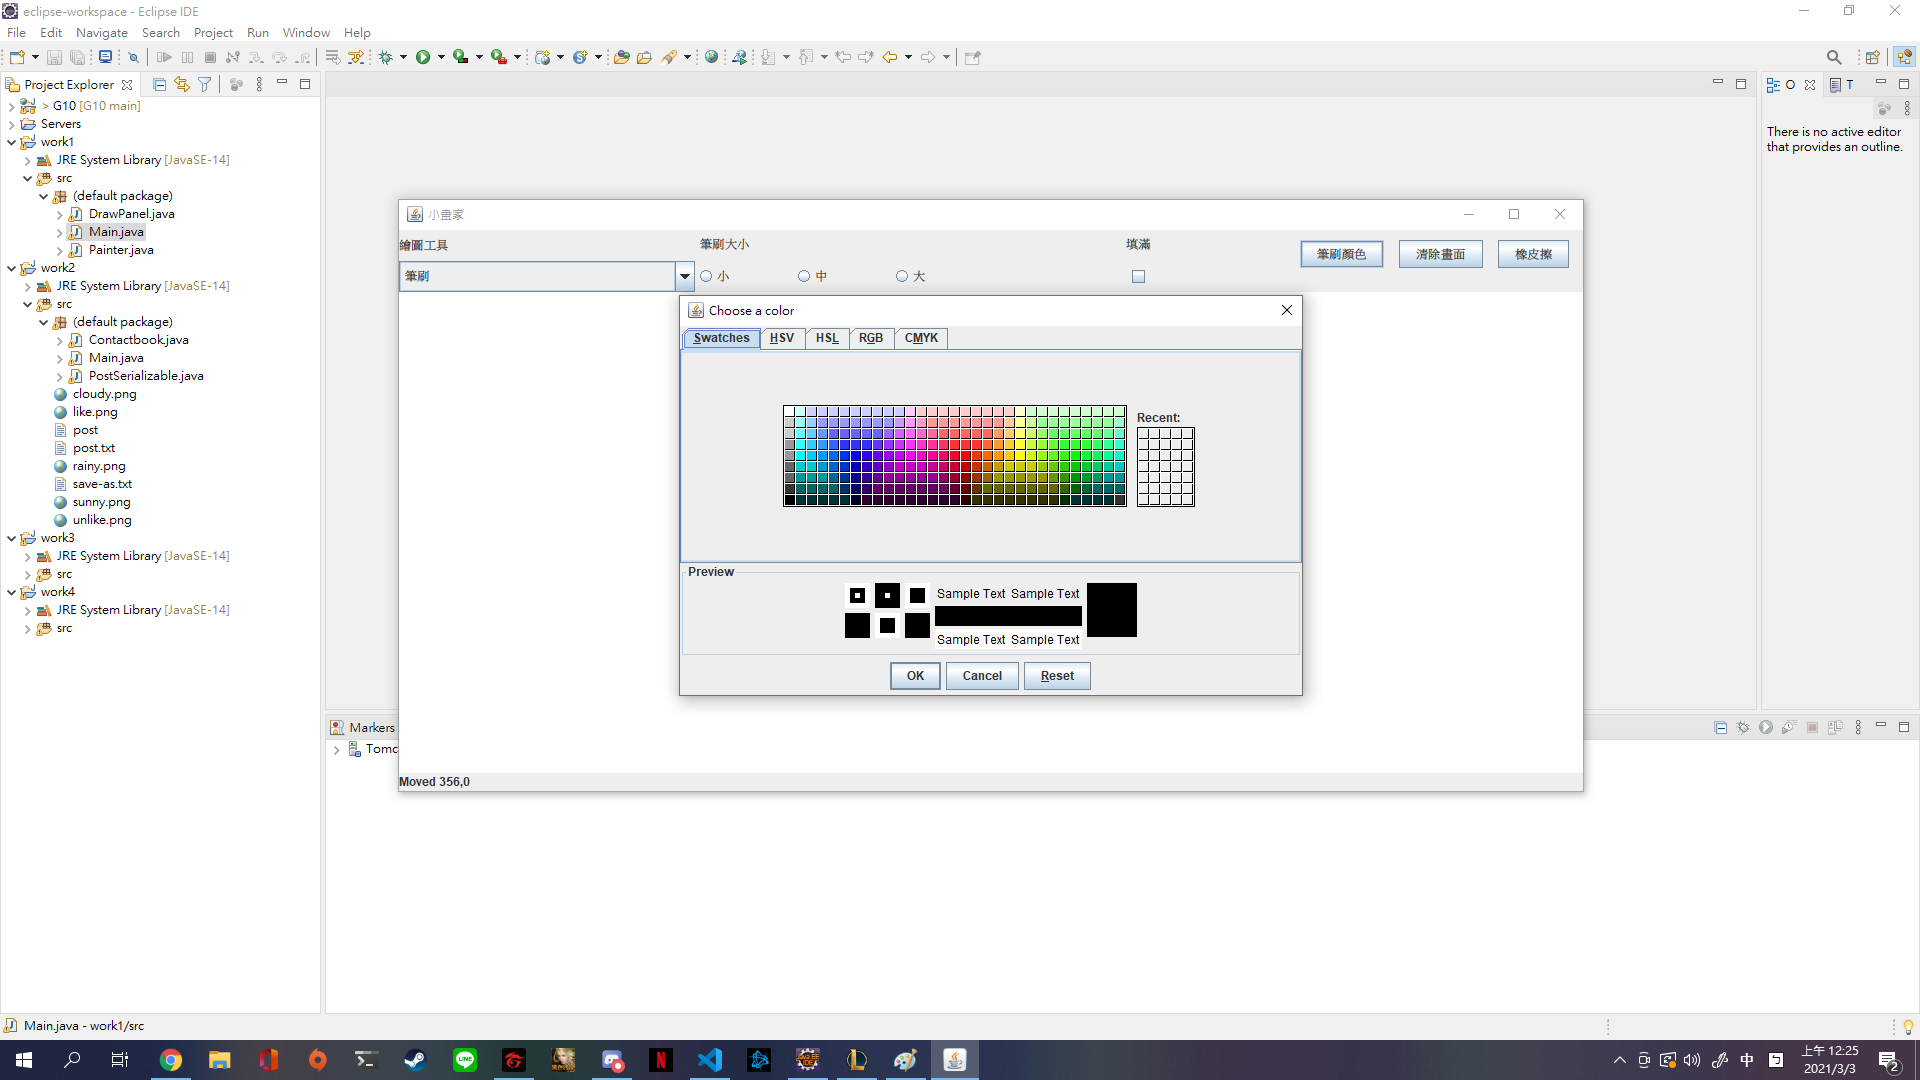 eclipse-workspace - Eclipse IDE
File Edit Navigate Search Project Run Window Help
Project Explorer
> G10 [G10 main]
Servers
work1
JRE System Library [JavaSE-14]
src
(default package)
DrawPanel.java
Main.java
Painter.java
work2
JRE System Library [JavaSE-14]
src
(default package)
Contactbook.java
Main.java
PostSerializable.java
cloudy.png
like.png
post
post.txt
rainy.png
save-as.txt
sunny.png
unlike.png
work3
JRE System Library [JavaSE-14]
src
work4
JRE System Library [JavaSE-14]
src
小畫家
繪圖工具 筆刷大小 填滿 筆刷顏色 清除畫面 橡皮擦
筆刷 小 中 大
Choose a color
Swatches HSV HSL RGB CMYK
Recent:
Preview
Sample Text Sample Text
Sample Text Sample Text
OK Cancel Reset
Moved 356,0
O T
There is no active editor
that provides an outline.
Markers
Tomc
Main.java - work1/src
LINE
中
上午 12:25
2021/3/3
2